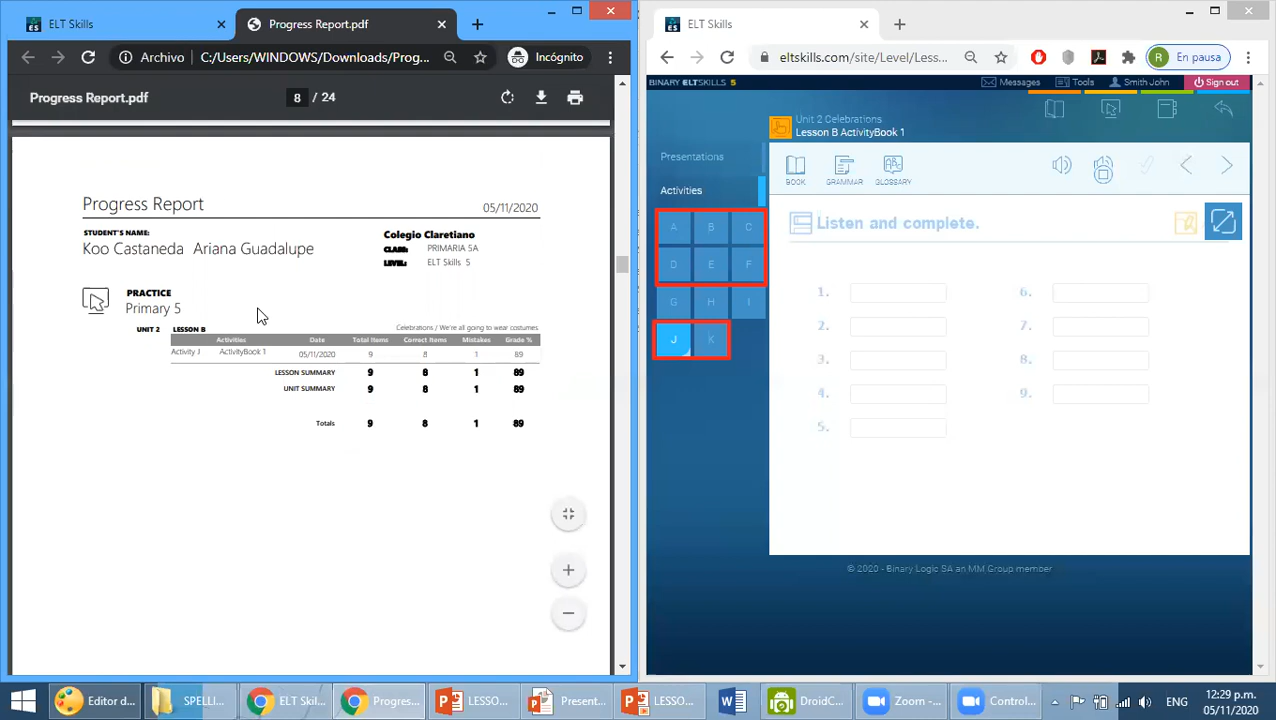 ELT Skills
Progress Report.pdf
Archivo
C:/Users/WINDOWS/Downloads/Prog...
Incógnito
Progress Report.pdf
8 / 24
Progress Report
05/11/2020
STUDENT'S NAME:
Koo Castaneda Ariana Guadalupe
Colegio Claretiano
CLASS: PRIMARIA 5A
LEVEL: ELT Skills 5
PRACTICE
Primary 5
UNIT 2 LESSON B Celebrations / We're all going to wear costumes
Activities Date Total Items Correct Items Mistakes Grade %
Activity J ActivityBook 1 05/11/2020 9 8 1 89
LESSON SUMMARY 9 8 1 89
UNIT SUMMARY 9 8 1 89
Totals 9 8 1 89
ELT Skills
eltskills.com/site/Level/Less...
R En pausa
BINARY ELTSKILLS 5
Messages
Tools
Smith John
Sign out
Unit 2 Celebrations
Lesson B ActivityBook 1
Presentations
Activities
A B C
D E F
G H I
J K
BOOK GRAMMAR GLOSSARY
Listen and complete.
1. 6.
2. 7.
3. 8.
4. 9.
5.
© 2020 - Binary Logic SA an MM Group member
Editor d...
SPELLI...
ELT Skil...
Progres...
LESSO...
Present...
LESSO...
DroidC...
Zoom -...
Control...
ENG
12:29 p.m.
05/11/2020